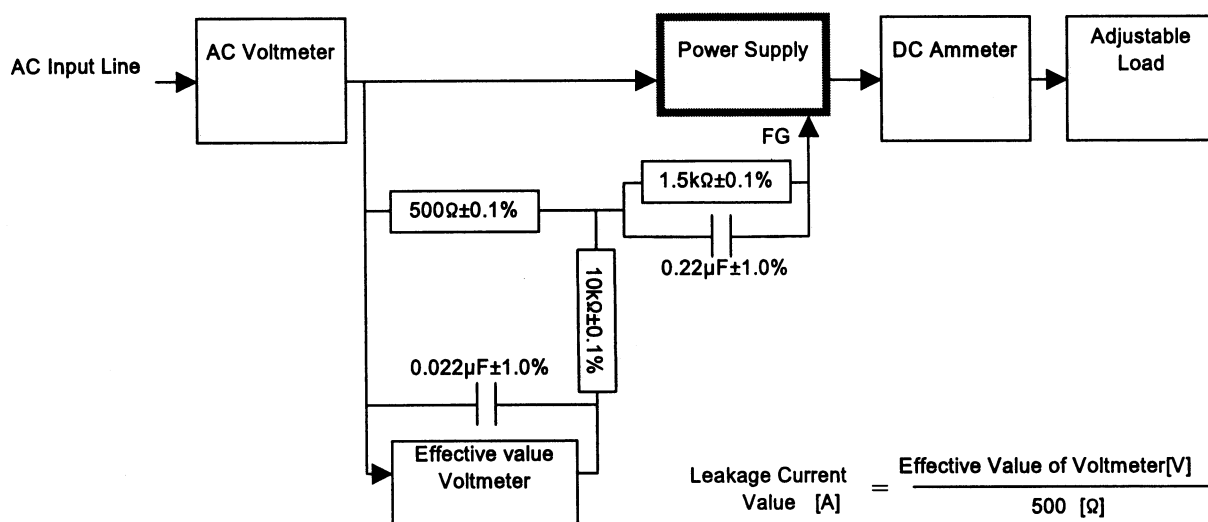 AC Input Line
AC Voltmeter
Power Supply
DC Ammeter
Adjustable
Load
FG
1.5kΩ±0.1%
500Ω±0.1%
0.22µF±1.0%
10kΩ±0.1%
0.022µF±1.0%
Effective value
Voltmeter
Leakage Current
Value [A]
=
Effective Value of Voltmeter[V]
500 [Ω]